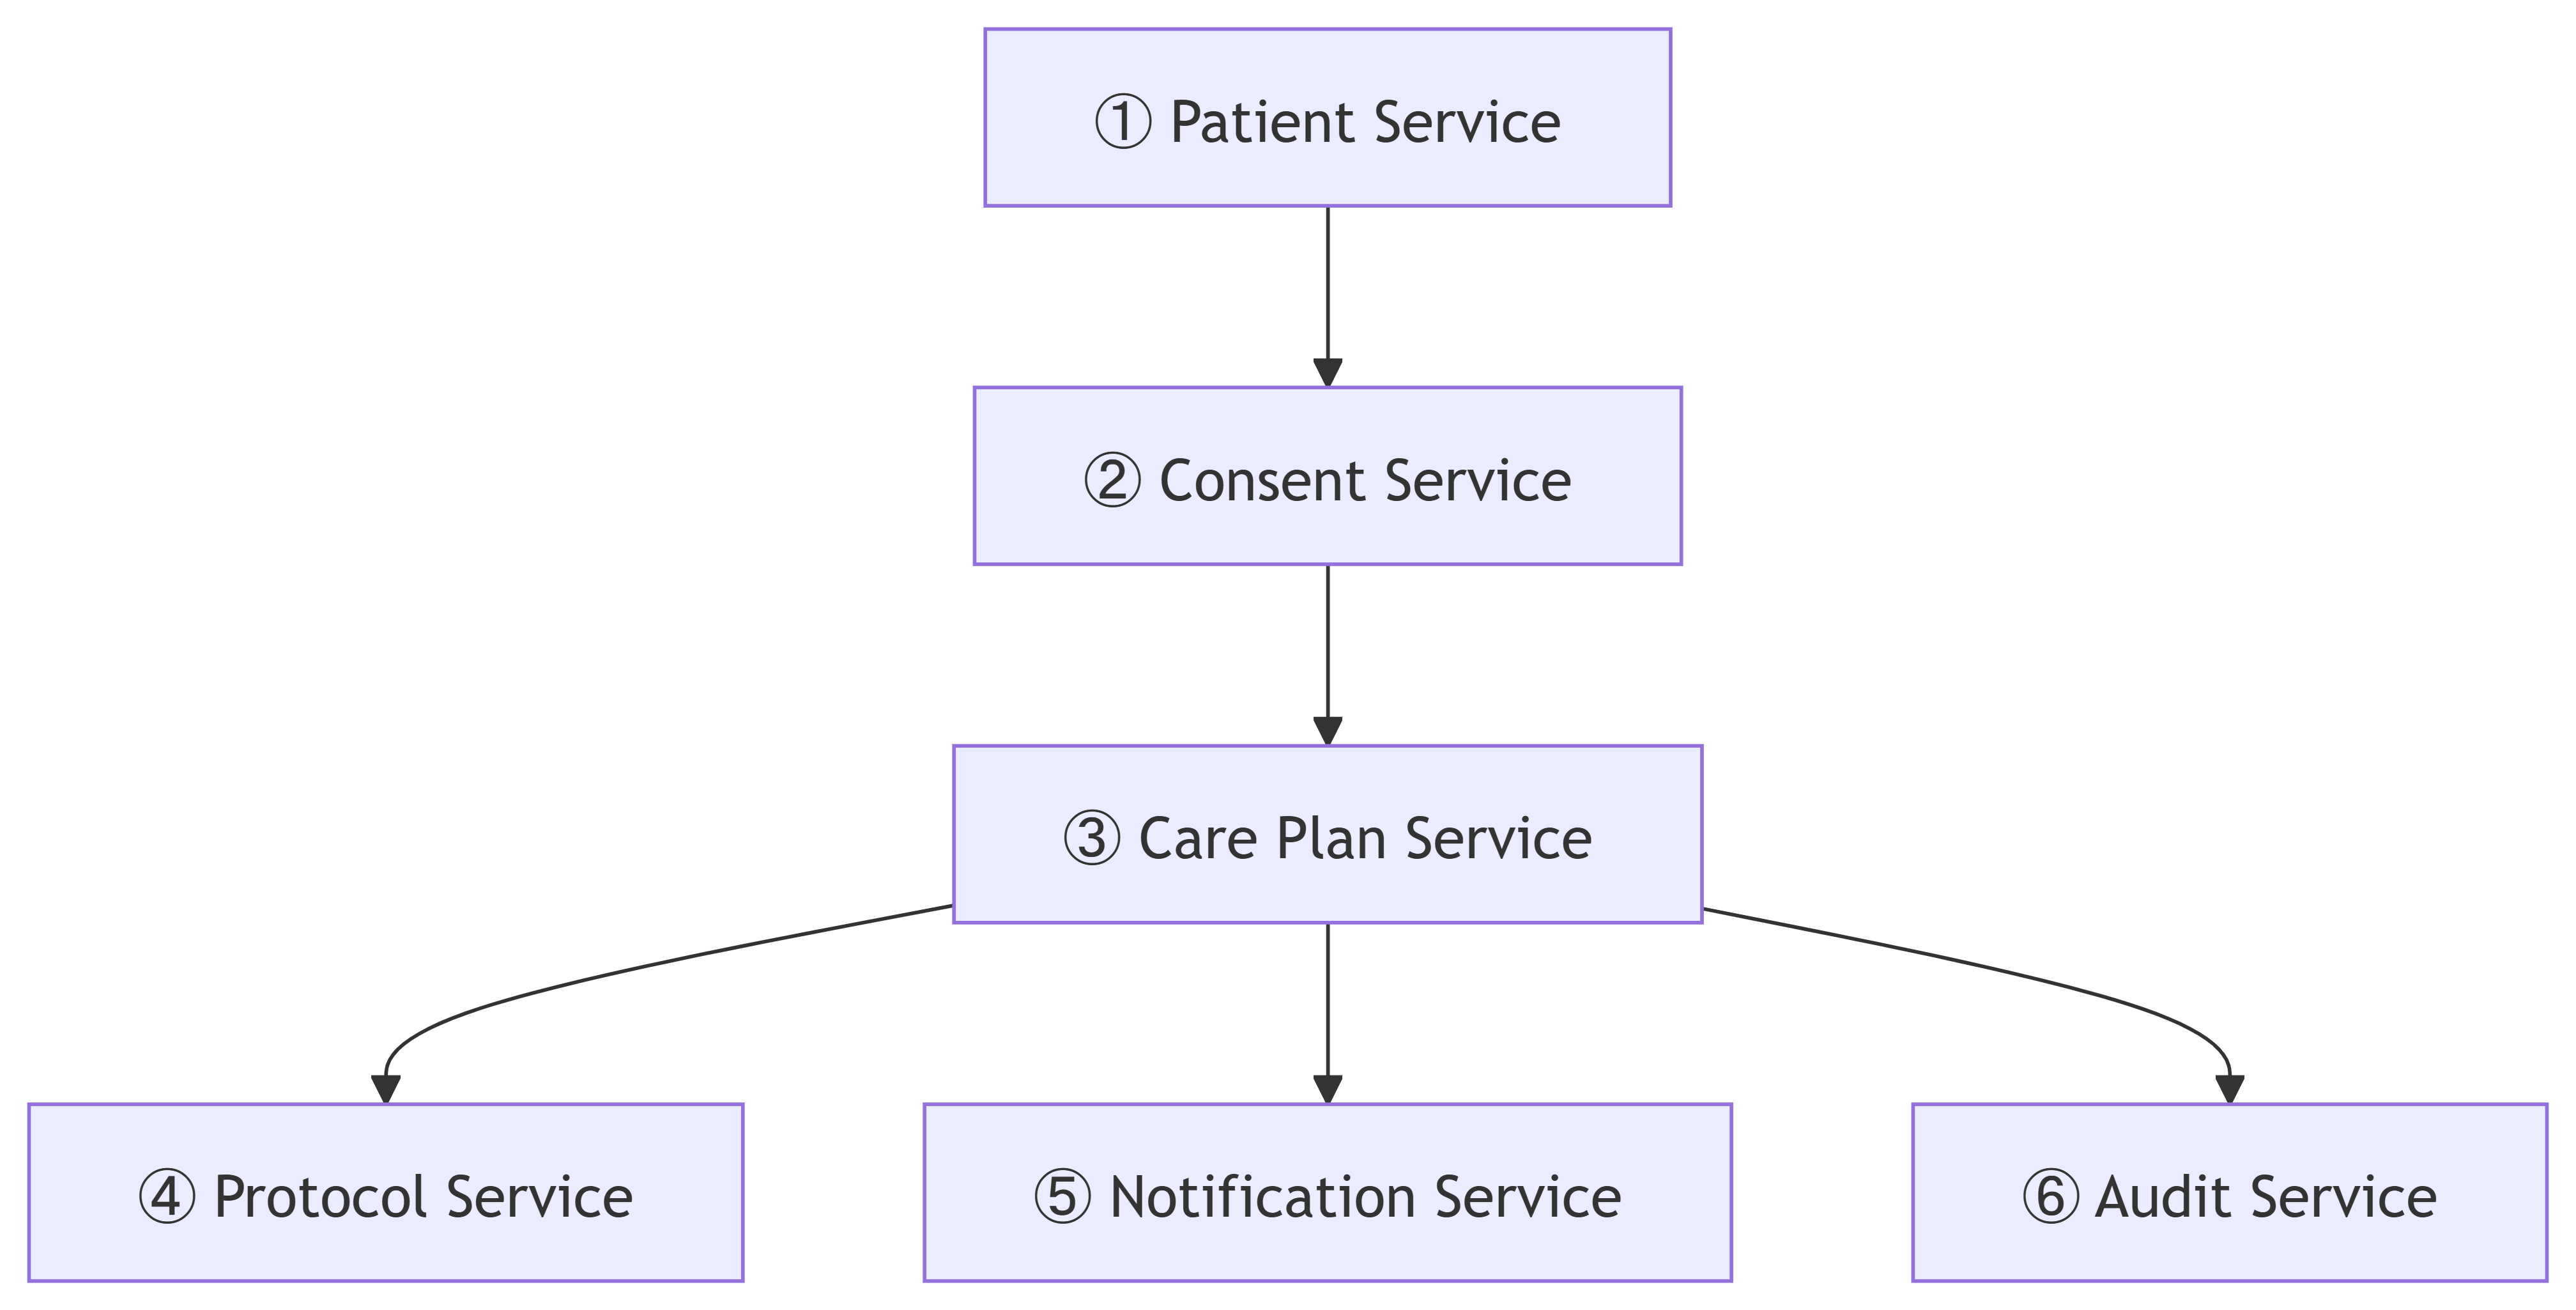 ① Patient Service
② Consent Service
③ Care Plan Service
④ Protocol Service
⑤ Notification Service
⑥ Audit Service